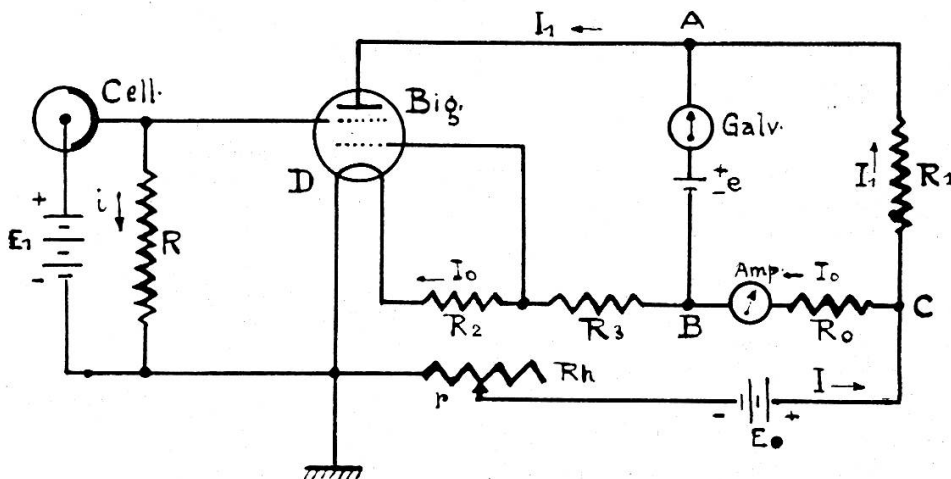 I1 ←
A
Cell.
Big.
Galv.
D
+
- e
I1 ↑
R1
+
E1
-
i ↓
R
← I0
R2
R3
B
Amp. ← I0
R0
C
Rh
r
I →
- +
E0